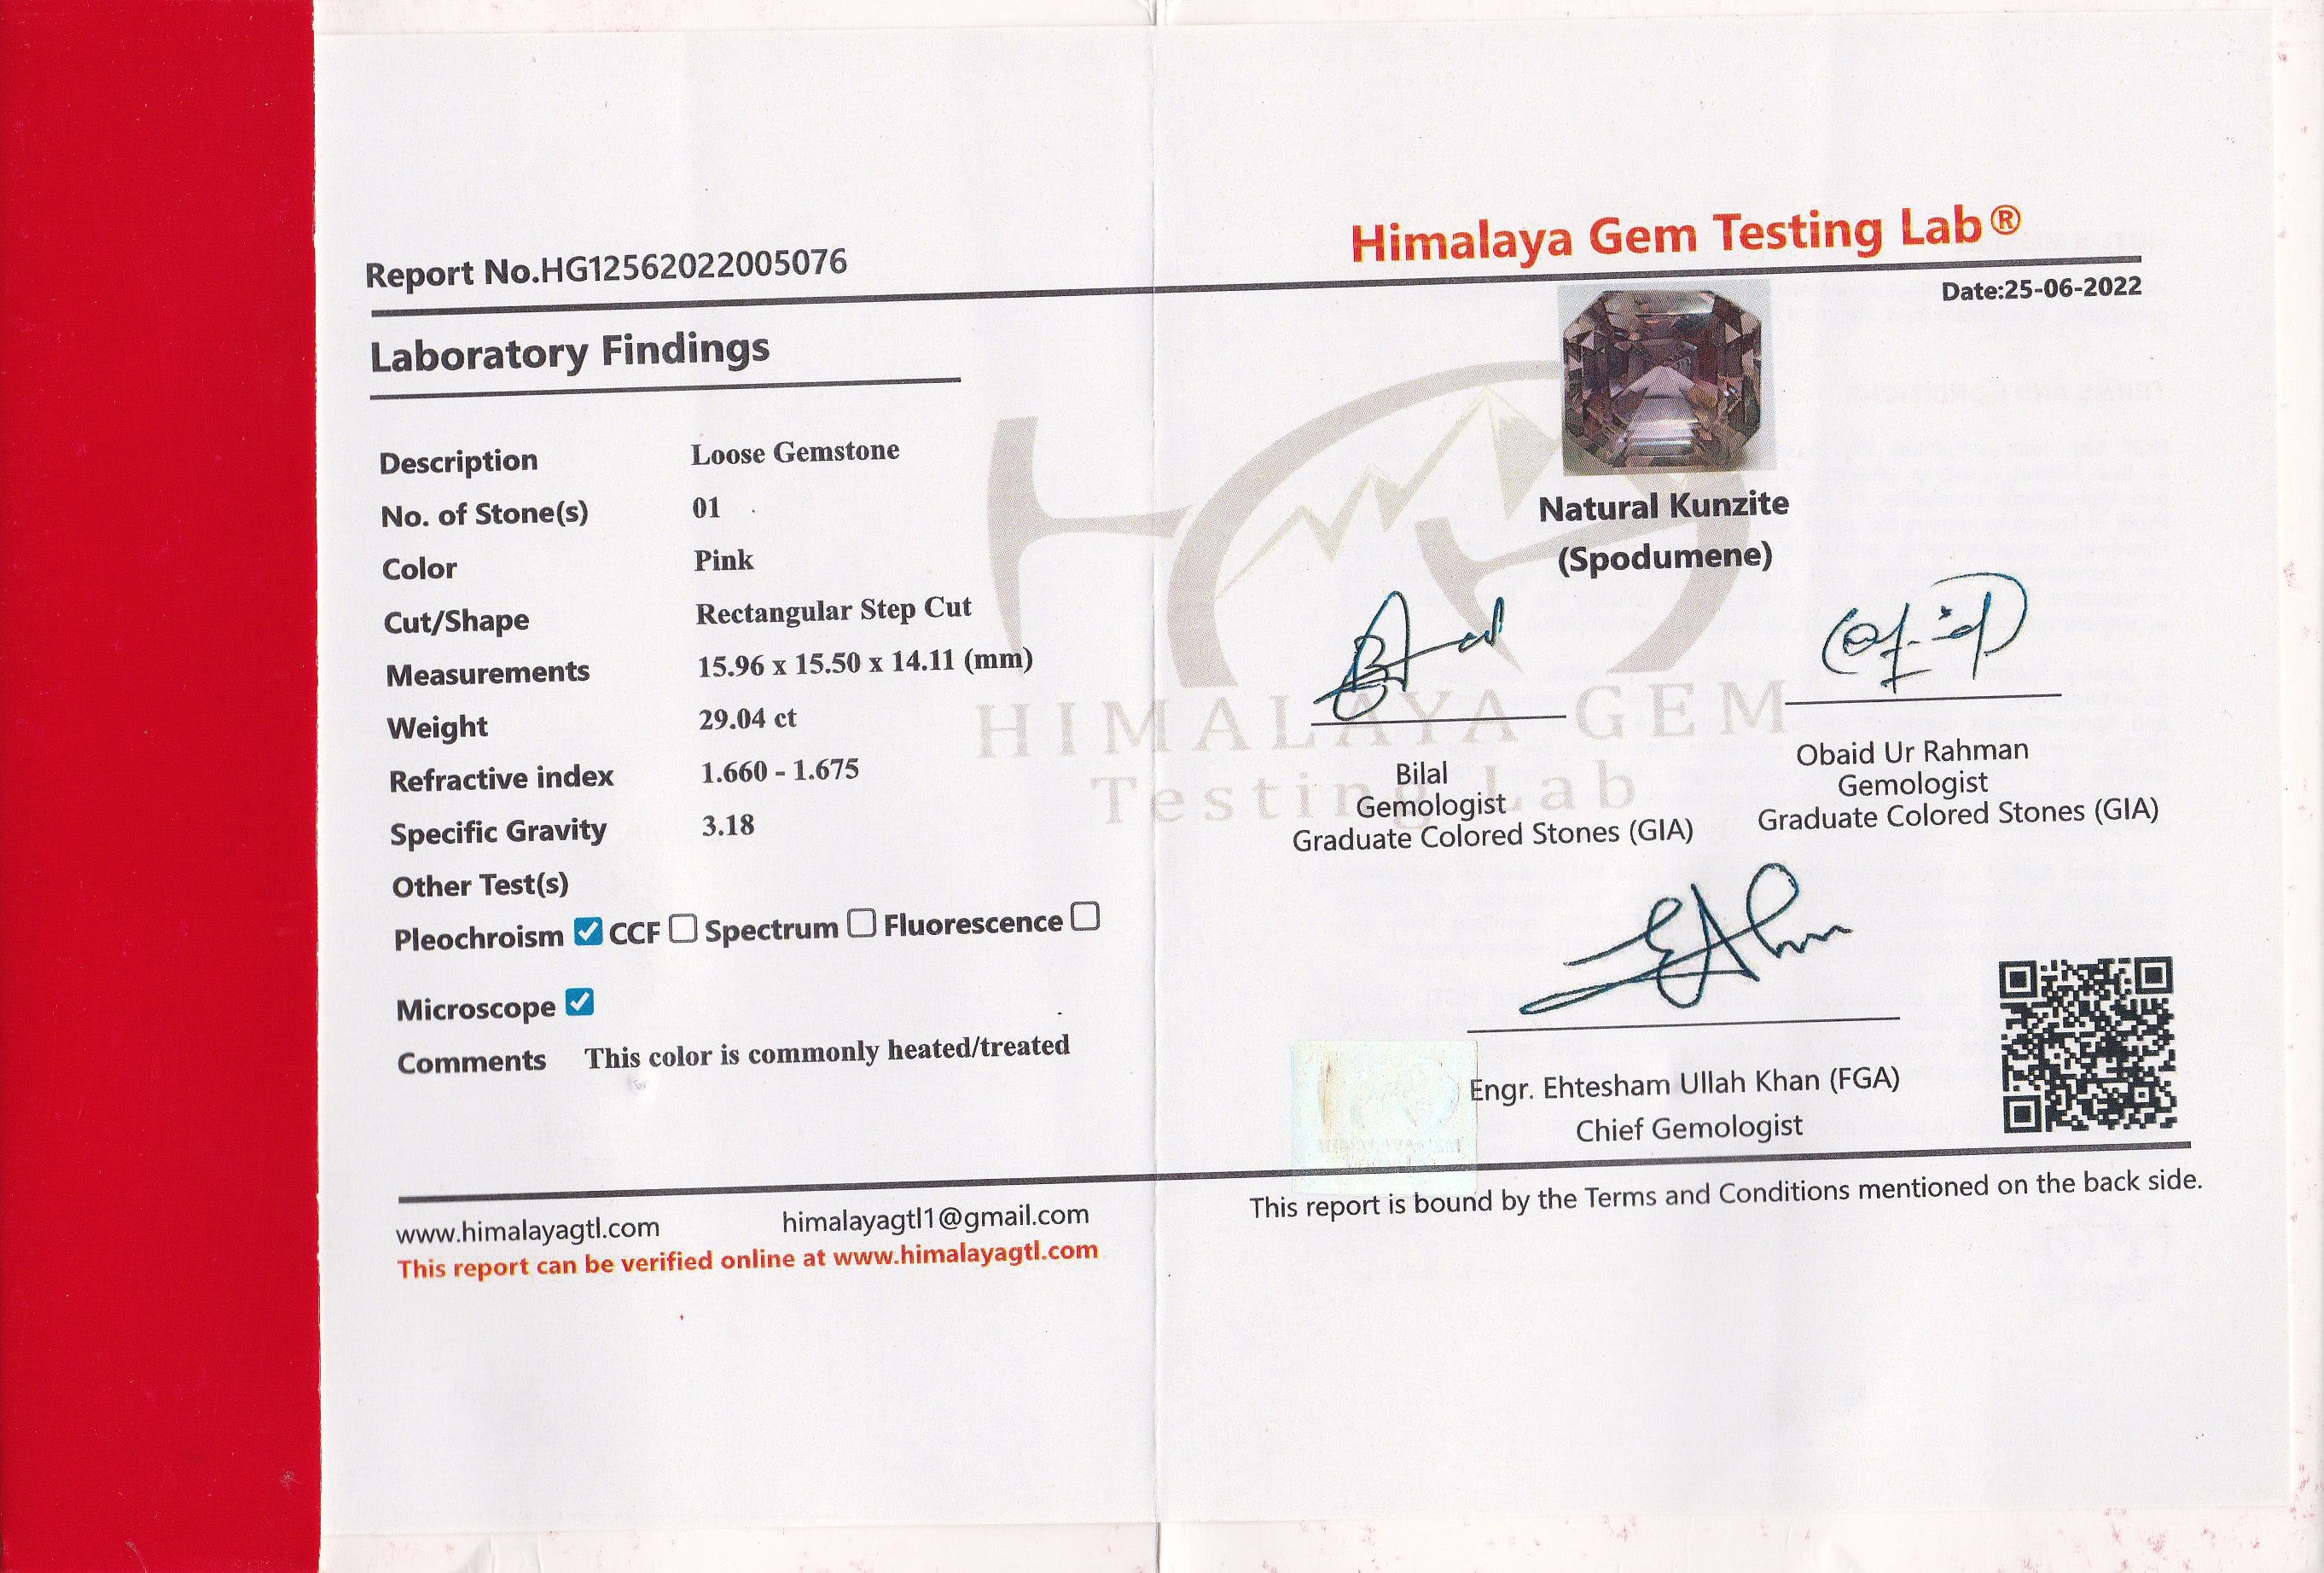 Report No.HG12562022005076
Himalaya Gem Testing Lab®
Date:25-06-2022
Laboratory Findings
Description Loose Gemstone
No. of Stone(s) 01
Color Pink
Cut/Shape Rectangular Step Cut
Measurements 15.96 x 15.50 x 14.11 (mm)
Weight 29.04 ct
Refractive index 1.660 - 1.675
Specific Gravity 3.18
Other Test(s)
Pleochroism CCF Spectrum Fluorescence
Microscope
Comments This color is commonly heated/treated
www.himalayagtl.com himalayagtl1@gmail.com
This report can be verified online at www.himalayagtl.com
Natural Kunzite
(Spodumene)
HIMALAYA GEM
Testing Lab
Bilal
Gemologist
Graduate Colored Stones (GIA)
Obaid Ur Rahman
Gemologist
Graduate Colored Stones (GIA)
Engr. Ehtesham Ullah Khan (FGA)
Chief Gemologist
This report is bound by the Terms and Conditions mentioned on the back side.